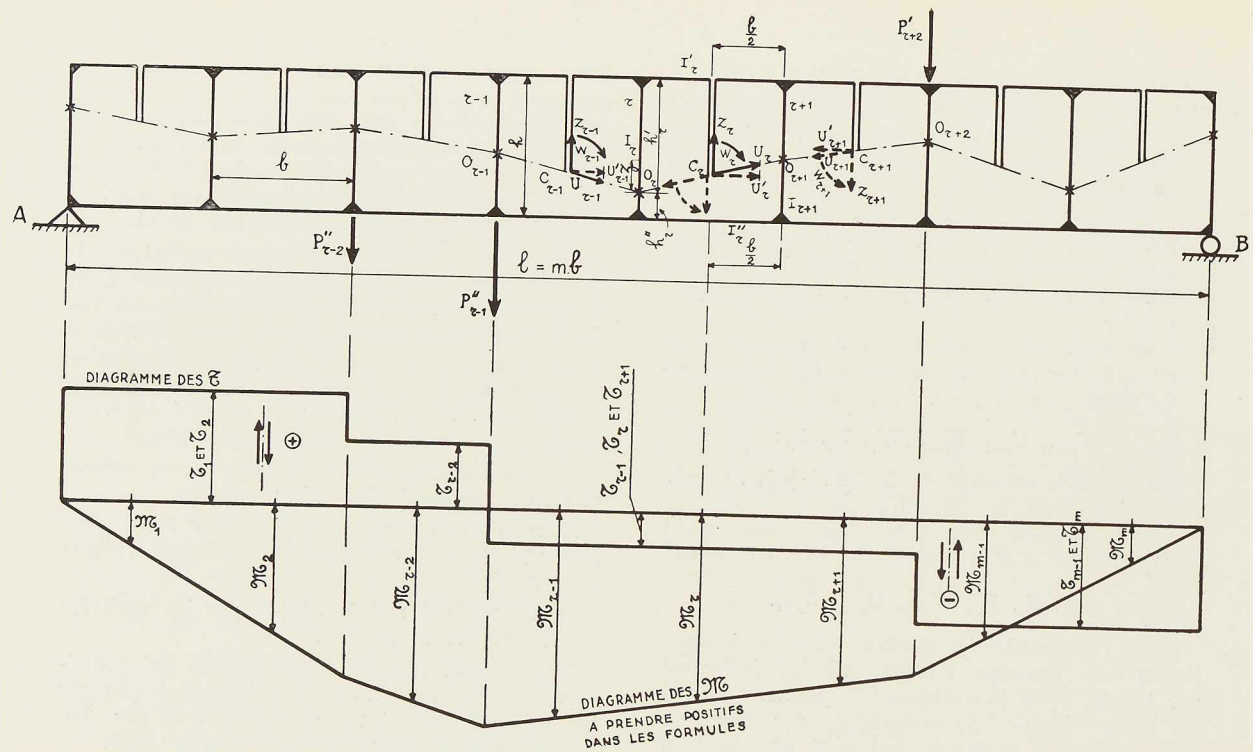 P'τ+2
b/2
I'τ
τ-1
τ
τ+1
h
Zτ-1
Wτ-1
U'τ-1
Uτ-1
Cτ-1
Oτ-1
Iτ
h'τ
Oτ
h''τ
Zτ
Wτ
Uτ
U'τ
Cτ
Oτ+1
Iτ+1
U'τ+1
Uτ+1
Cτ+1
Zτ+1
Oτ+2
b
A
B
I''τ
b/2
P''τ-2
l = m.b
P''τ-1
DIAGRAMME DES 𝒯
𝒯1 ET 𝒯2
+
𝒯τ-2
𝒯τ-1, 𝒯τ ET 𝒯τ+1
𝒯m-1 ET 𝒯m
−
ℳ1
ℳ2
ℳτ-2
ℳτ-1
ℳτ
ℳτ+1
ℳm-1
ℳm
DIAGRAMME DES ℳ
A PRENDRE POSITIFS
DANS LES FORMULES